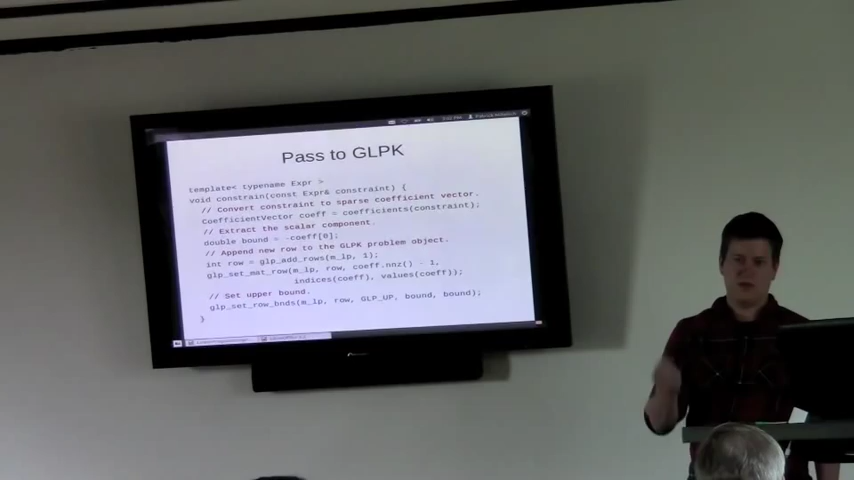 Pass to GLPK
template< typename Expr >
void constrain(const Expr& constraint) {
// Convert constraint to sparse coefficient vector.
CoefficientVector coeff = coefficients(constraint);
// Extract the scalar component.
double bound = -coeff[0];
// Append new row to the GLPK problem object.
int row = glp_add_rows(m_lp, 1);
glp_set_mat_row(m_lp, row, coeff.nnz() - 1,
indices(coeff), values(coeff));
// Set upper bound.
glp_set_row_bnds(m_lp, row, GLP_UP, bound, bound);
}